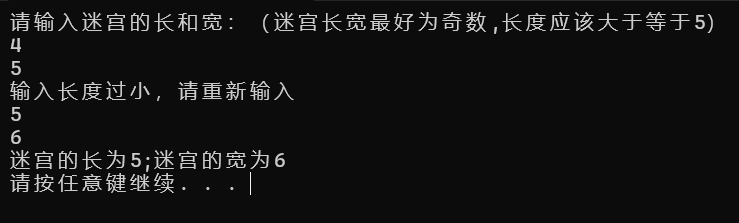 请输入迷宫的长和宽：（迷宫长宽最好为奇数,长度应该大于等于5)
4
5
输入长度过小，请重新输入
5
6
迷宫的长为5;迷宫的宽为6
请按任意键继续. . .